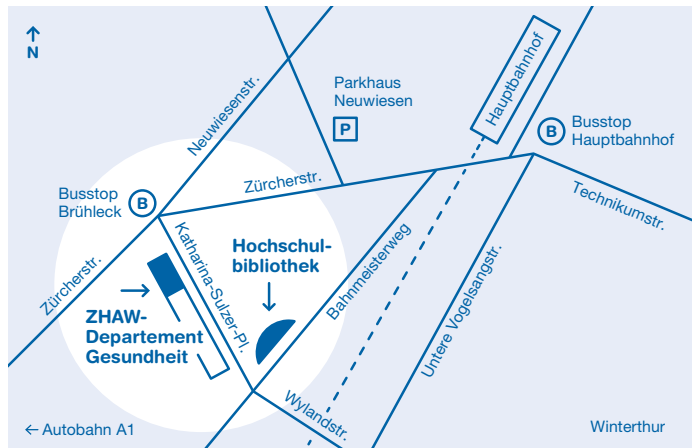 N
Neuwiesenstr.
Parkhaus
Neuwiesen
P
Hauptbahnhof
B
Busstop
Hauptbahnhof
Zürcherstr.
Technikumstr.
Busstop
Brühleck
B
Zürcherstr.
Katharina-Sulzer-Pl.
Hochschul-
bibliothek
Bahnmeisterweg
Untere Vogelsangstr.
ZHAW-
Departement
Gesundheit
Wylandstr.
← Autobahn A1
Winterthur